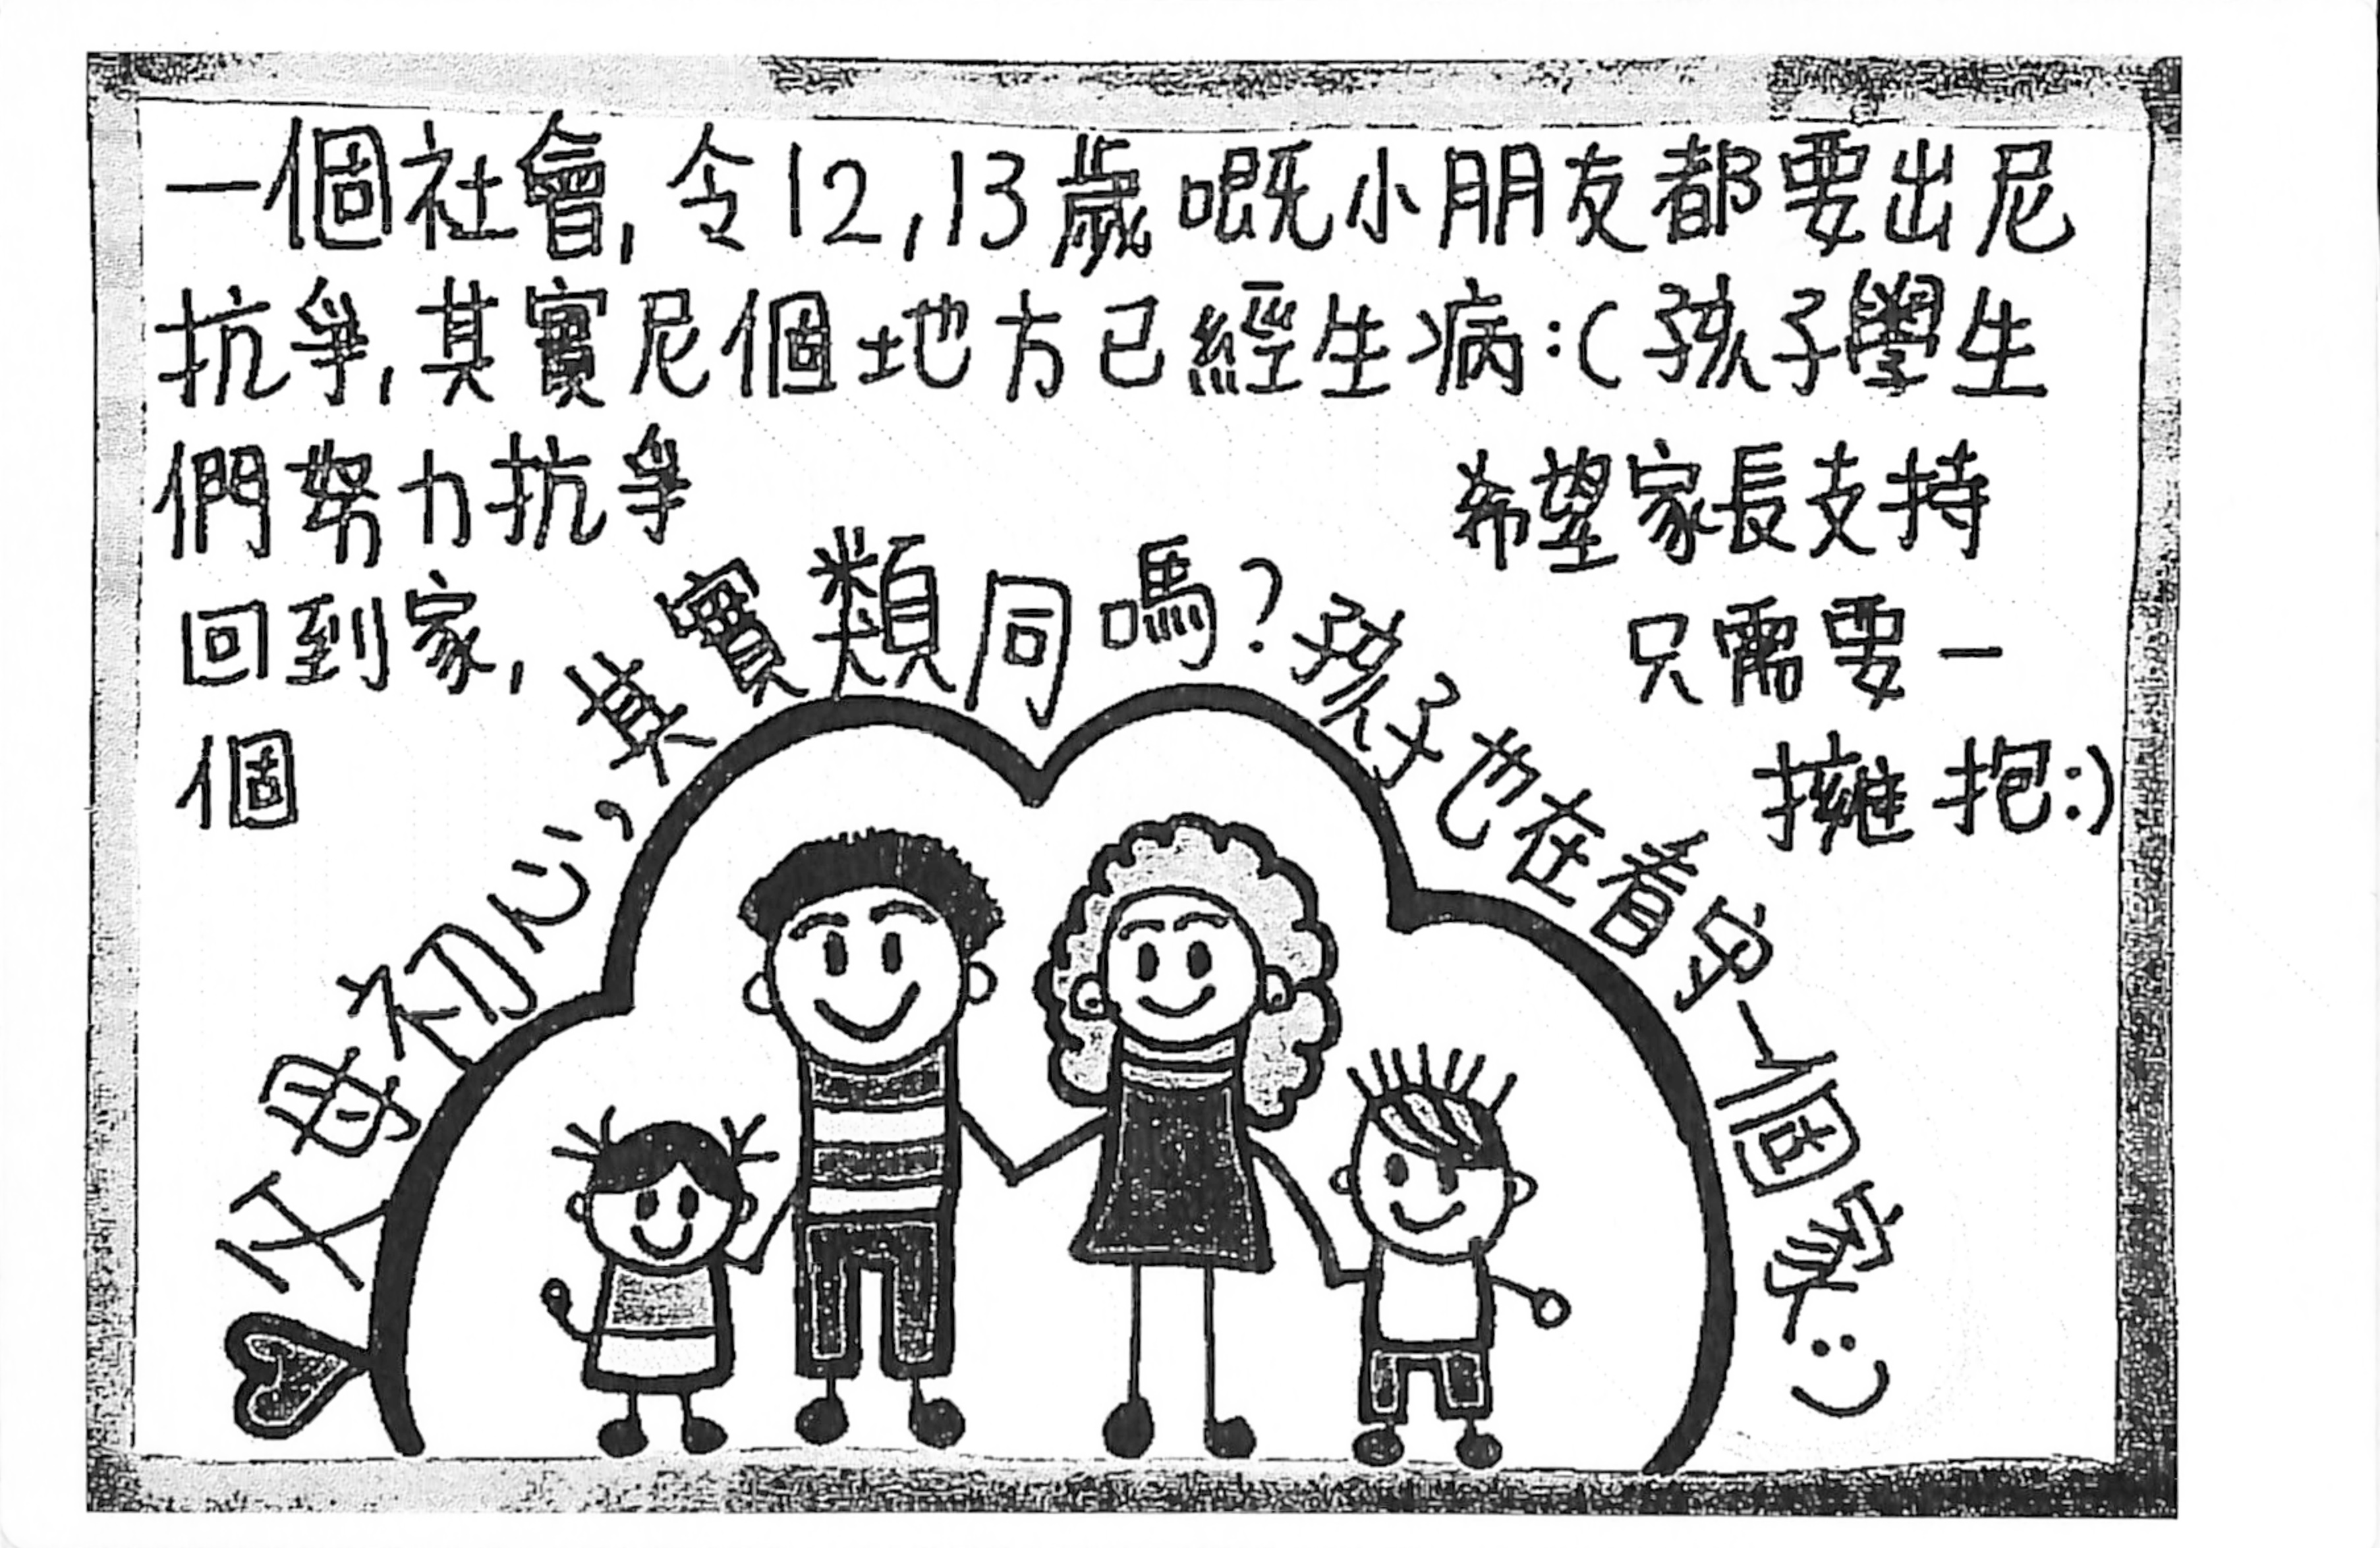 一個社會,令12,13歲嘅小朋友都要出尼
抗爭,其實尼個地方已經生病:(孩子學生
們努力抗爭 希望家長支持
回到家, 只需要一
個 擁抱:)
父母初心,其實類同嗎?孩子也在看守一個家:)